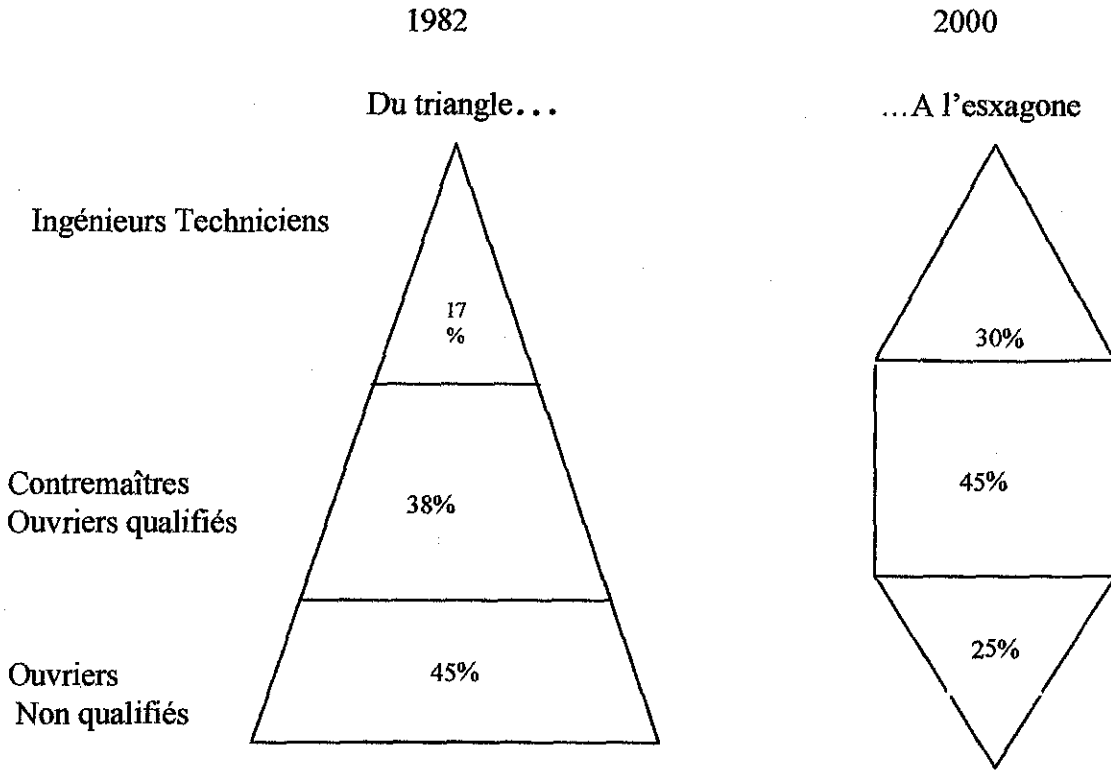 1982
2000
Du triangle...
...A l'esxagone
Ingénieurs Techniciens
17
%
30%
Contremaîtres
Ouvriers qualifiés
38%
45%
Ouvriers
Non qualifiés
45%
25%